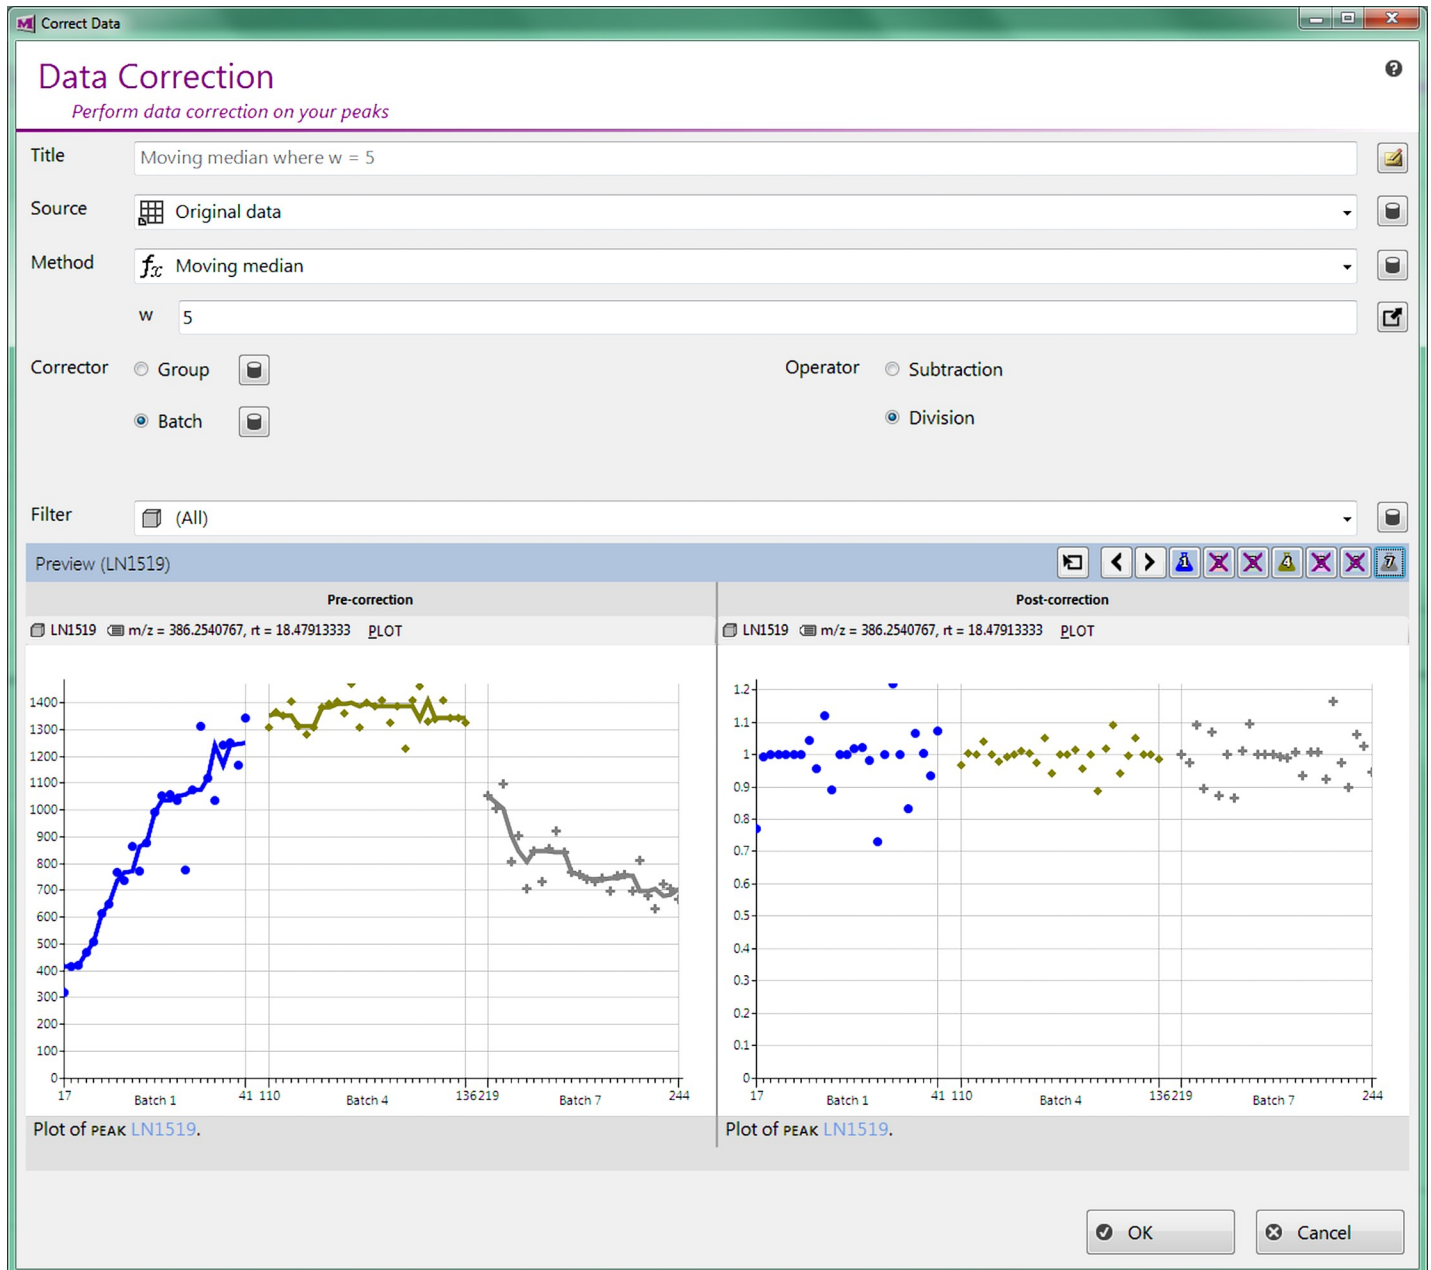 Correct Data
Data Correction
Perform data correction on your peaks
Title Moving median where w = 5
Source Original data
Method fx Moving median
w 5
Corrector Group Operator Subtraction
Batch Division
Filter (All)
Preview (LN1519) 1 4 7
Pre-correction Post-correction
LN1519 m/z = 386.2540767, rt = 18.47913333 PLOT
LN1519 m/z = 386.2540767, rt = 18.47913333 PLOT
1400
1300
1200
1100
1000
900
800
700
600
500
400
300
200
100
0
17 Batch 1 41 110 Batch 4 136 219 Batch 7 244
1.2
1.1
1
0.9
0.8
0.7
0.6
0.5
0.4
0.3
0.2
0.1
0
17 Batch 1 41 110 Batch 4 136 219 Batch 7 244
Plot of PEAK LN1519.
Plot of PEAK LN1519.
OK Cancel